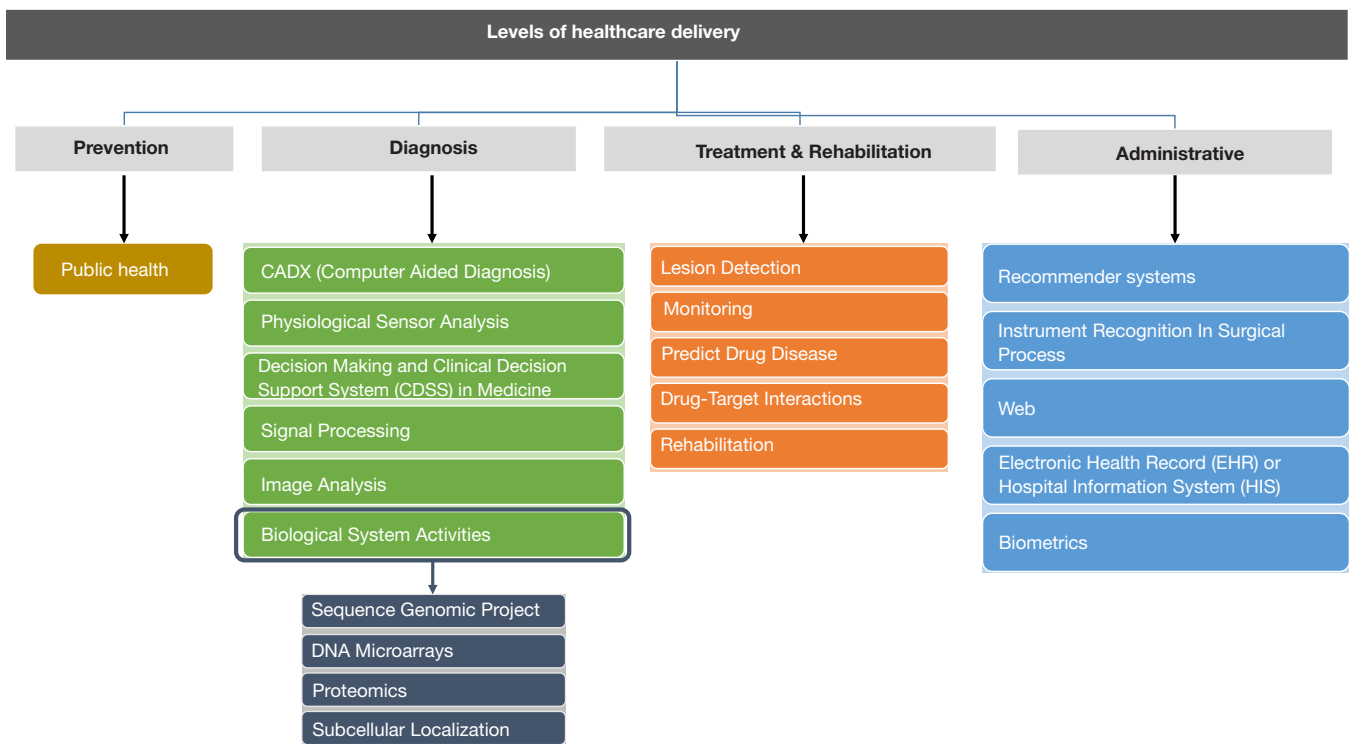 Levels of healthcare delivery
Prevention
Diagnosis
Treatment & Rehabilitation
Administrative
Public health
CADX (Computer Aided Diagnosis)
Physiological Sensor Analysis
Decision Making and Clinical Decision
Support System (CDSS) in Medicine
Signal Processing
Image Analysis
Biological System Activities
Sequence Genomic Project
DNA Microarrays
Proteomics
Subcellular Localization
Lesion Detection
Monitoring
Predict Drug Disease
Drug-Target Interactions
Rehabilitation
Recommender systems
Instrument Recognition In Surgical
Process
Web
Electronic Health Record (EHR) or
Hospital Information System (HIS)
Biometrics